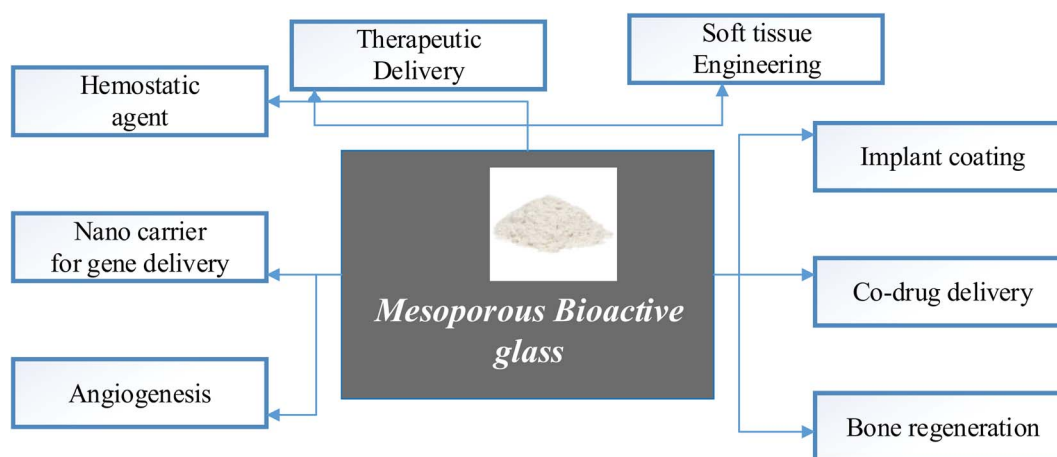 Therapeutic
Delivery
Soft tissue
Engineering
Hemostatic
agent
Implant coating
Nano carrier
for gene delivery
Mesoporous Bioactive
glass
Co-drug delivery
Angiogenesis
Bone regeneration